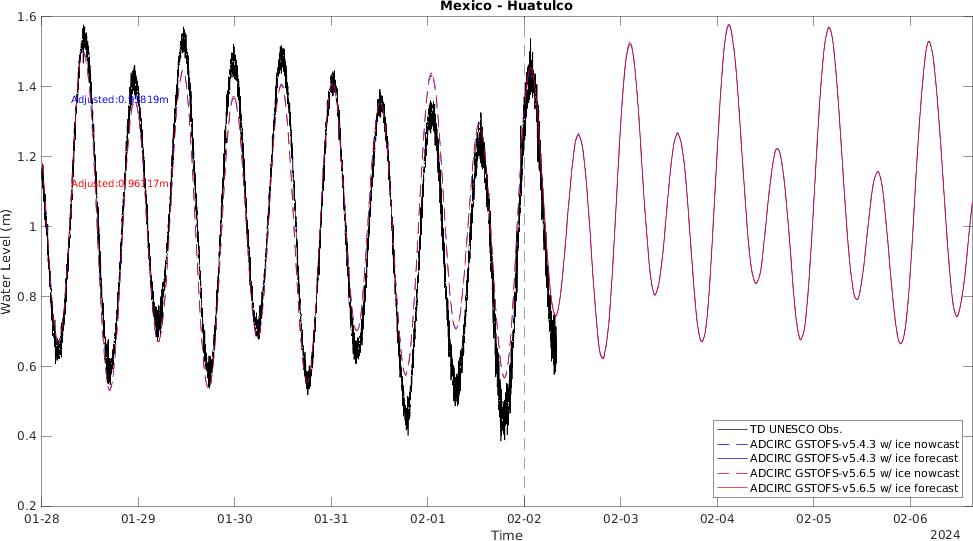 Mexico - Huatulco
1.6
1.4
1.2
1
0.8
0.6
0.4
0.2
Water Level (m)
Adjusted:0.95819m
Adjusted:0.96117m
TD UNESCO Obs.
ADCIRC GSTOFS-v5.4.3 w/ ice nowcast
ADCIRC GSTOFS-v5.4.3 w/ ice forecast
ADCIRC GSTOFS-v5.6.5 w/ ice nowcast
ADCIRC GSTOFS-v5.6.5 w/ ice forecast
01-28 01-29 01-30 01-31 02-01 02-02 02-03 02-04 02-05 02-06
Time
2024